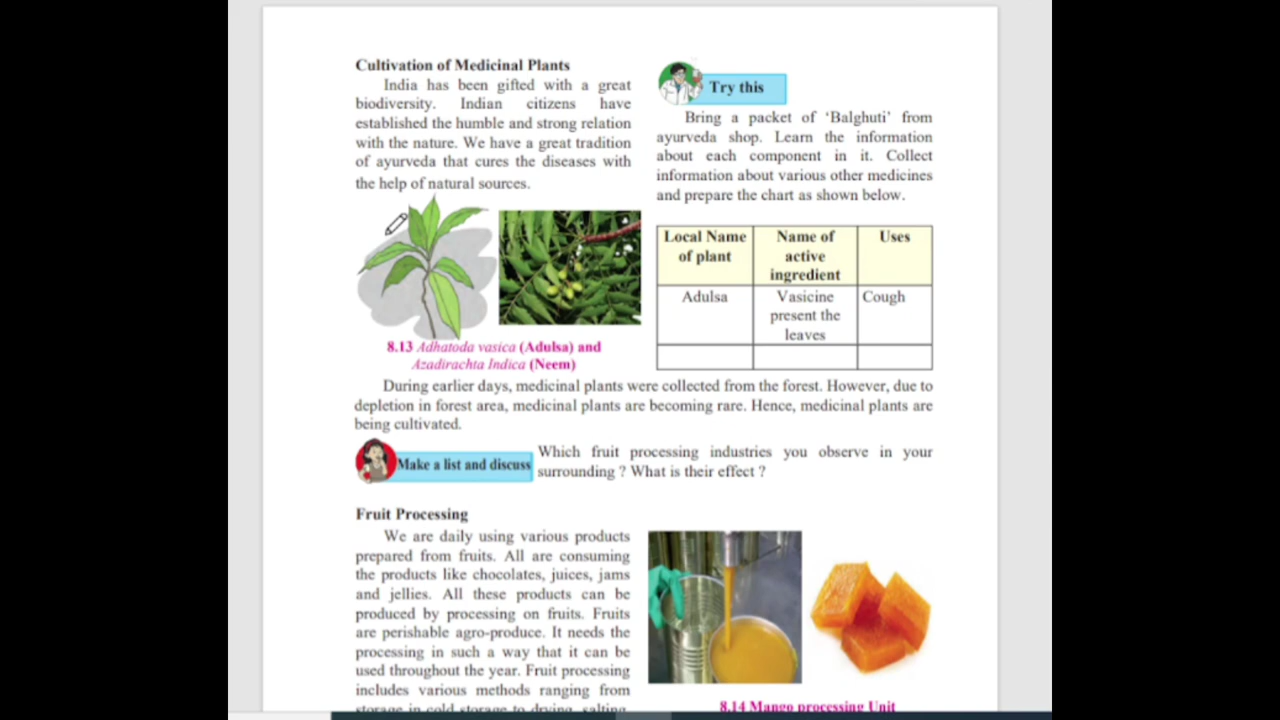 Cultivation of Medicinal Plants
India has been gifted with a great
biodiversity. Indian citizens have
established the humble and strong relation
with the nature. We have a great tradition
of ayurveda that cures the diseases with
the help of natural sources.
8.13 Adhatoda vasica (Adulsa) and
Azadirachta Indica (Neem)
Try this
Bring a packet of ‘Balghuti’ from
ayurveda shop. Learn the information
about each component in it. Collect
information about various other medicines
and prepare the chart as shown below.
Local Name of plant
Name of active ingredient
Uses
Adulsa
Vasicine present the leaves
Cough
During earlier days, medicinal plants were collected from the forest. However, due to
depletion in forest area, medicinal plants are becoming rare. Hence, medicinal plants are
being cultivated.
Make a list and discuss
Which fruit processing industries you observe in your
surrounding ? What is their effect ?
Fruit Processing
We are daily using various products
prepared from fruits. All are consuming
the products like chocolates, juices, jams
and jellies. All these products can be
produced by processing on fruits. Fruits
are perishable agro-produce. It needs the
processing in such a way that it can be
used throughout the year. Fruit processing
includes various methods ranging from
storage in cold storage to drying, salting,
8.14 Mango processing Unit